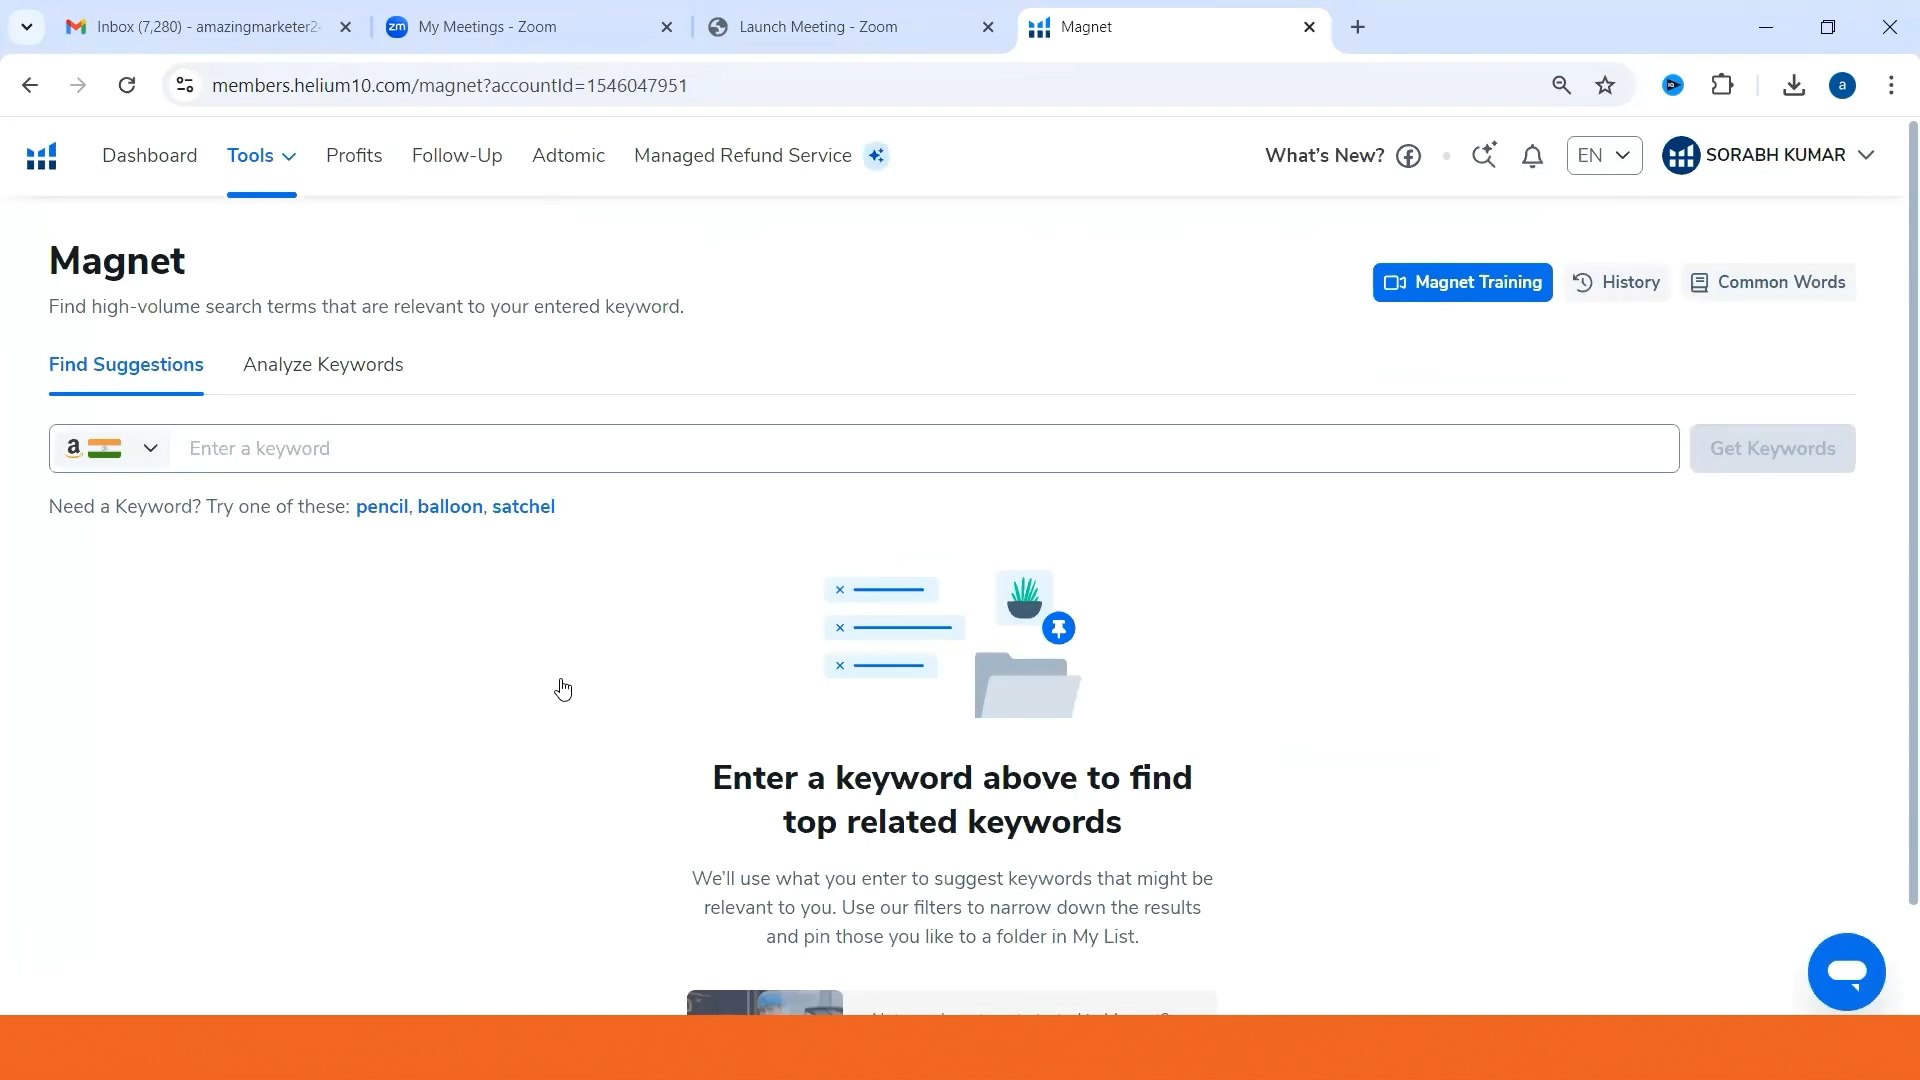 Inbox (7,280) - amazingmarketer2
My Meetings - Zoom
Launch Meeting - Zoom
Magnet
members.helium10.com/magnet?accountId=1546047951
a
Dashboard
Tools
Profits
Follow-Up
Adtomic
Managed Refund Service
What's New?
EN
SORABH KUMAR
Magnet
Find high-volume search terms that are relevant to your entered keyword.
Magnet Training
History
Common Words
Find Suggestions
Analyze Keywords
Enter a keyword
Get Keywords
Need a Keyword? Try one of these: pencil, balloon, satchel
Enter a keyword above to find
top related keywords
We'll use what you enter to suggest keywords that might be
relevant to you. Use our filters to narrow down the results
and pin those you like to a folder in My List.